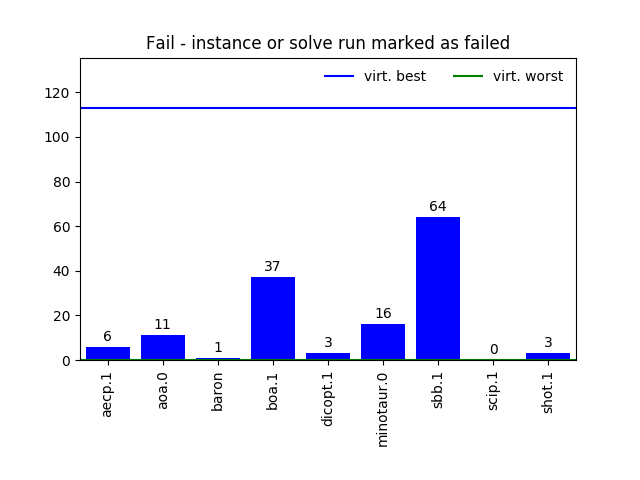 Fail - instance or solve run marked as failed
virt. best
virt. worst
120
100
80
60
40
20
0
6
11
1
37
3
16
64
0
3
aecp.1
aoa.0
baron
boa.1
dicopt.1
minotaur.0
sbb.1
scip.1
shot.1